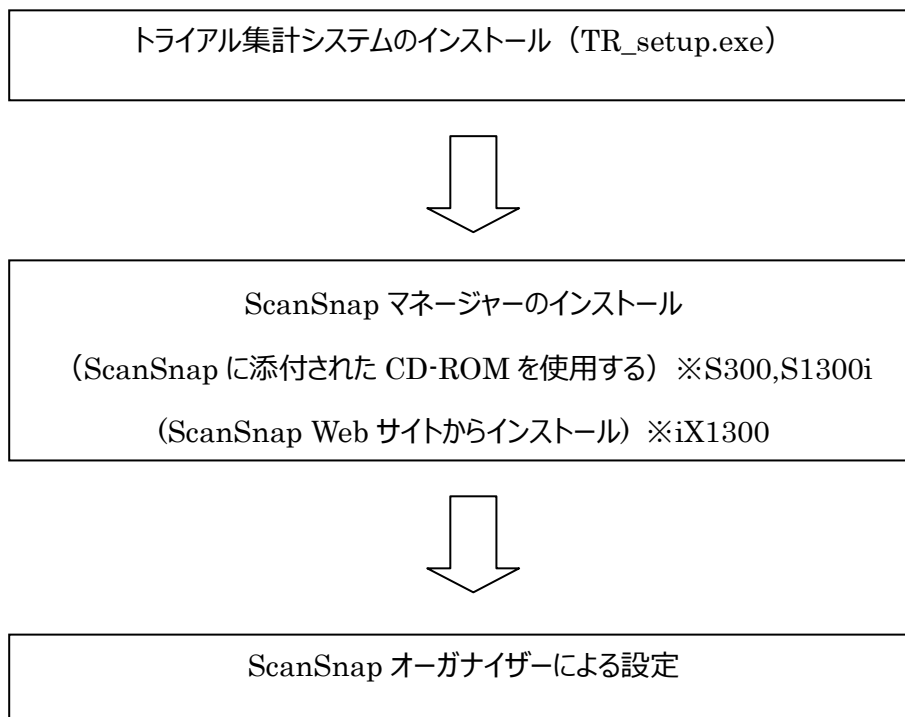 トライアル集計システムのインストール（TR_setup.exe）
ScanSnap マネージャーのインストール
（ScanSnap に添付された CD-ROM を使用する）※S300,S1300i
(ScanSnap Web サイトからインストール）※iX1300
ScanSnap オーガナイザーによる設定